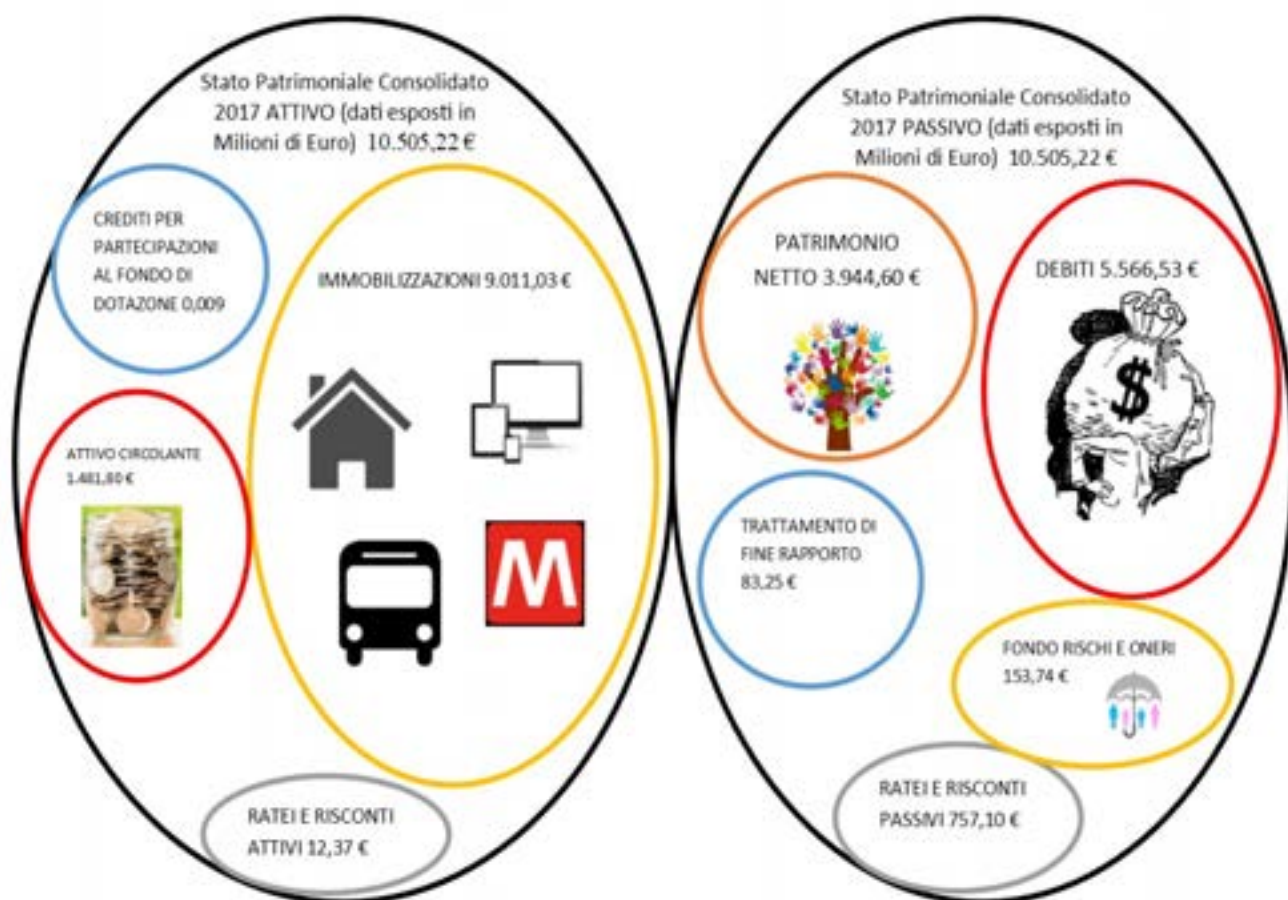 Stato Patrimoniale Consolidato
2017 ATTIVO (dati esposti in
Milioni di Euro) 10.505,22 €
CREDITI PER
PARTECIPAZIONI
AL FONDO DI
DOTAZONE 0,009
IMMOBILIZZAZIONI 9.011,03 €
ATTIVO CIRCOLANTE
1.481,80 €
M
RATEI E RISCONTI
ATTIVI 12,37 €
Stato Patrimoniale Consolidato
2017 PASSIVO (dati esposti in
Milioni di Euro) 10.505,22 €
PATRIMONIO
NETTO 3.944,60 €
DEBITI 5.566,53 €
$
TRATTAMENTO DI
FINE RAPPORTO
83,25 €
FONDO RISCHI E ONERI
153,74 €
RATEI E RISCONTI
PASSIVI 757,10 €